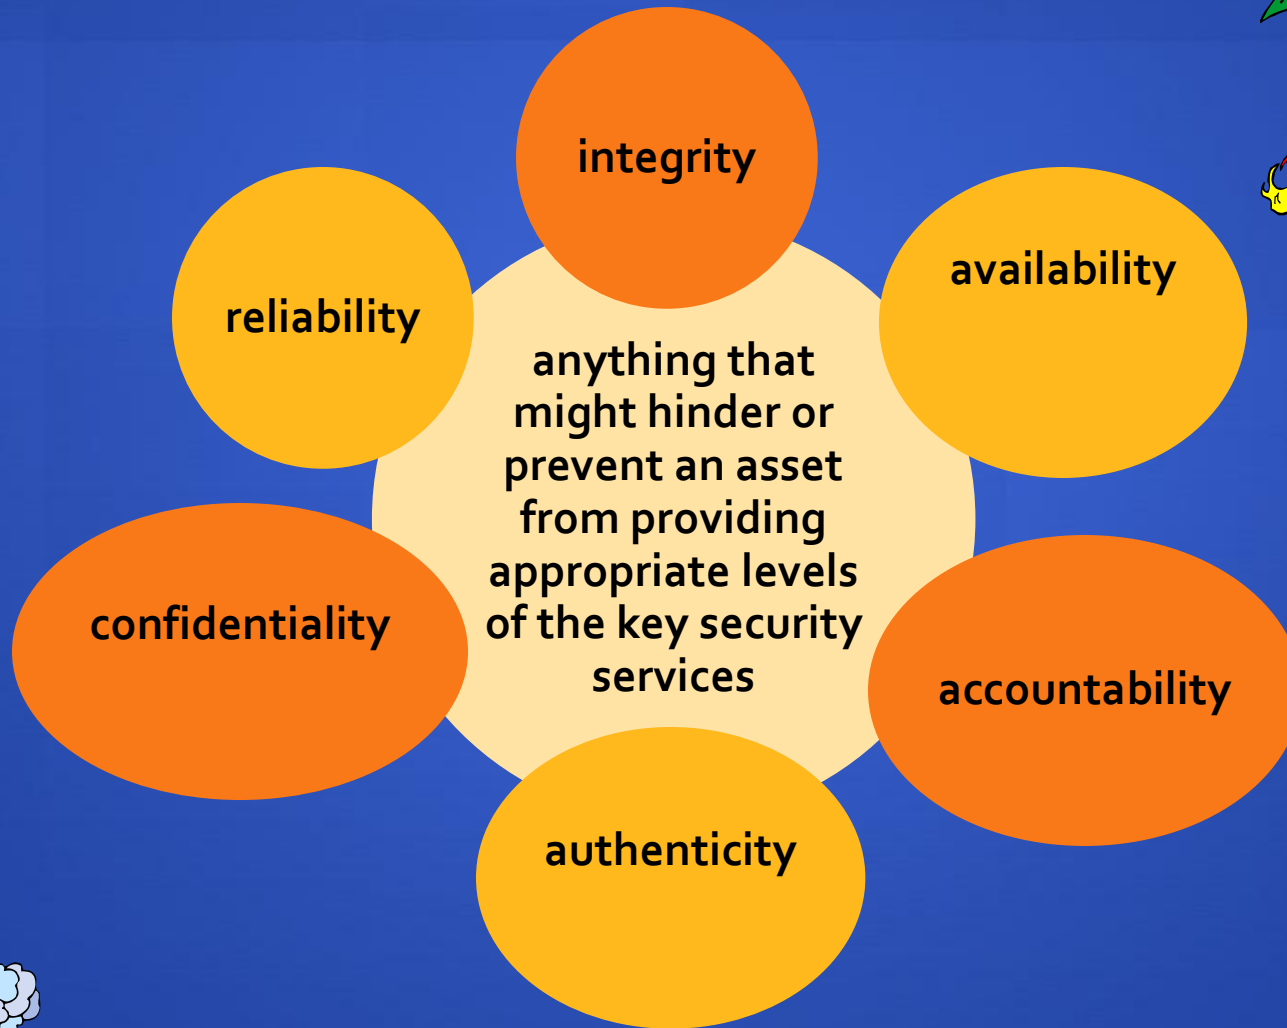 integrity
availability
reliability
anything that
might hinder or
prevent an asset
from providing
appropriate levels
of the key security
services
confidentiality
accountability
authenticity